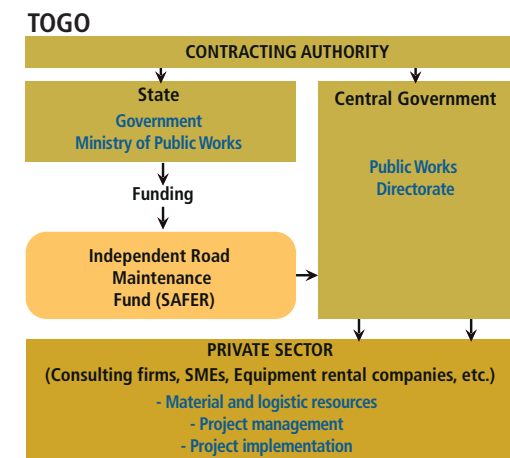 TOGO
CONTRACTING AUTHORITY
State
Government
Ministry of Public Works
Central Government
Public Works
Directorate
Funding
Independent Road
Maintenance
Fund (SAFER)
PRIVATE SECTOR
(Consulting firms, SMEs, Equipment rental companies, etc.)
- Material and logistic resources
- Project management
- Project implementation